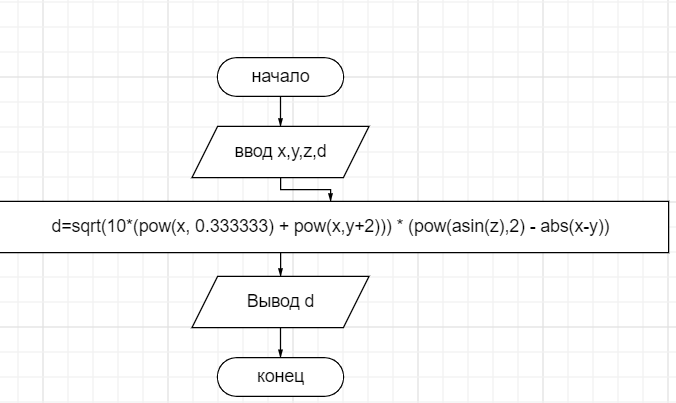 начало
ввод x,y,z,d
d=sqrt(10*(pow(x, 0.333333) + pow(x,y+2))) * (pow(asin(z),2) - abs(x-y))
Вывод d
конец